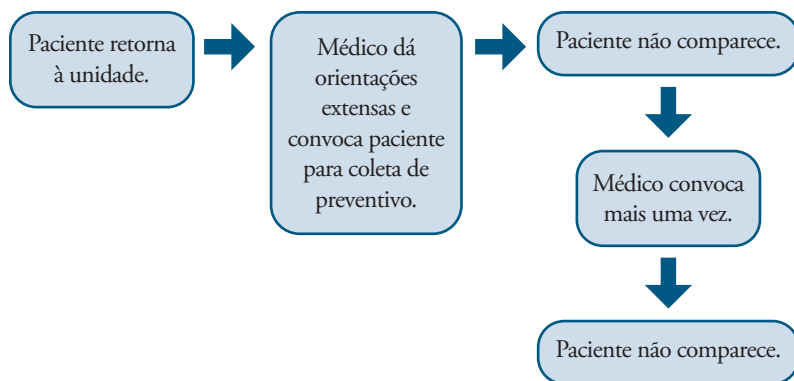 Paciente retorna
à unidade.
Médico dá
orientações
extensas e
convoca paciente
para coleta de
preventivo.
Paciente não comparece.
Médico convoca
mais uma vez.
Paciente não comparece.